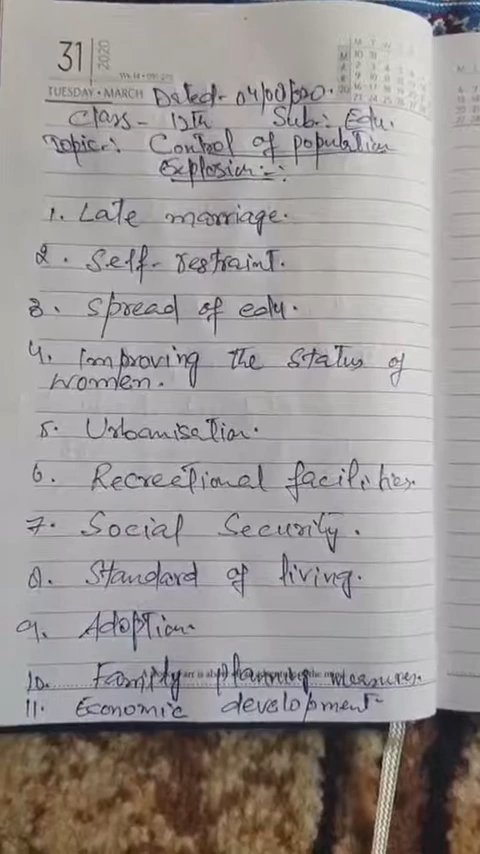 31 2020
TUESDAY • MARCH Dated- 04/00/020.
Class - 12th Sub:- Edu.
Topic:- Control of population
Explosion:-
1. Late marriage.
2. Self-restraint.
3. Spread of edu.
4. Improving the status of
women.
5. Urbanisation.
6. Recreational facilities.
7. Social Security.
8. Standard of living.
9. Adoption.
10. Family planning measures.
11. Economic development